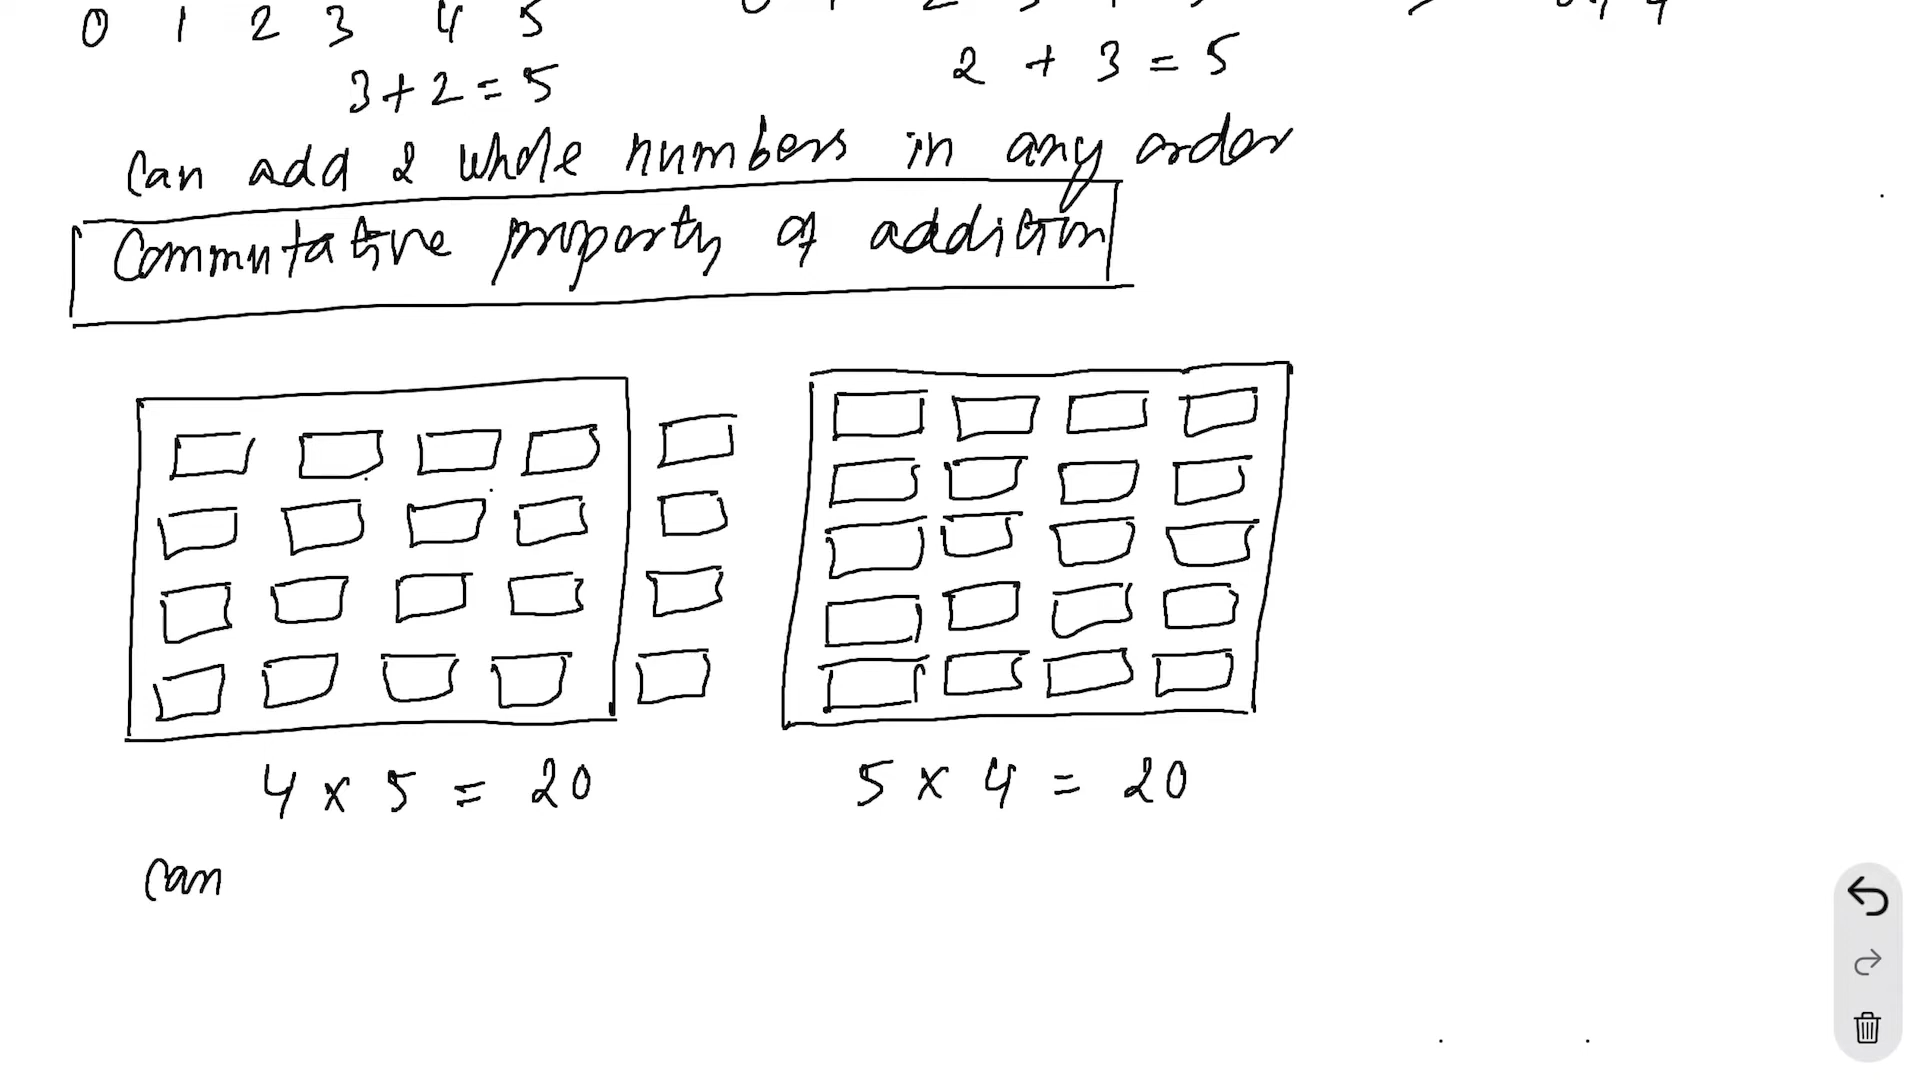 0 1 2 3 4 5
3+2=5
2 + 3 = 5
can add 2 whole numbers in any order
Commutative property of addition
4 x 5 = 20
5 x 4 = 20
can